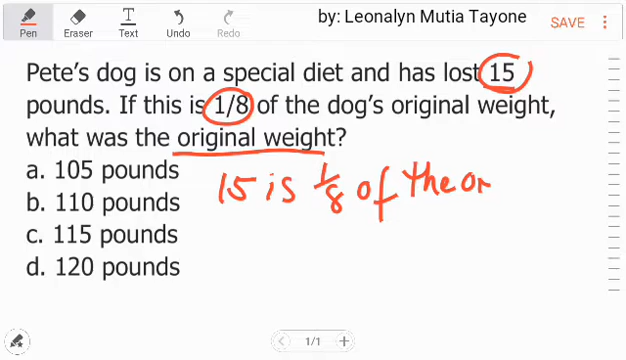 by: Leonalyn Mutia Tayone
Pen Eraser Text Undo Redo SAVE
Pete's dog is on a special diet and has lost 15
pounds. If this is 1/8 of the dog's original weight,
what was the original weight?
a. 105 pounds
15 is 1/8 of the or
b. 110 pounds
c. 115 pounds
d. 120 pounds
1/1